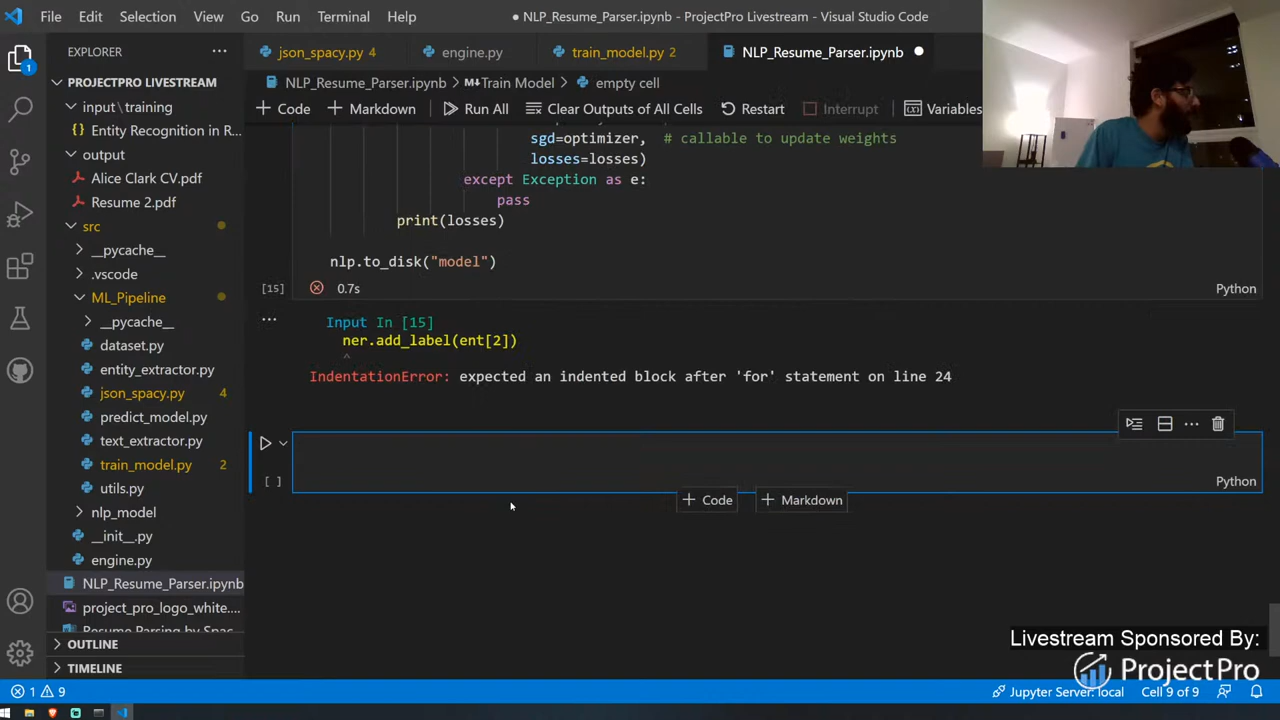 File Edit Selection View Go Run Terminal Help
● NLP_Resume_Parser.ipynb - ProjectPro Livestream - Visual Studio Code
EXPLORER ···
json_spacy.py 4
engine.py
train_model.py 2
NLP_Resume_Parser.ipynb ●
PROJECTPRO LIVESTREAM
NLP_Resume_Parser.ipynb > Train Model > empty cell
+ Code + Markdown Run All Clear Outputs of All Cells Restart Interrupt Variables
input\training
Entity Recognition in R...
output
Alice Clark CV.pdf
Resume 2.pdf
src
__pycache__
.vscode
ML_Pipeline
__pycache__
dataset.py
entity_extractor.py
json_spacy.py 4
predict_model.py
text_extractor.py
train_model.py 2
utils.py
nlp_model
__init__.py
engine.py
NLP_Resume_Parser.ipynb
project_pro_logo_white....
Resume Parsing by Spac...
OUTLINE
TIMELINE
1
sgd=optimizer, # callable to update weights
losses=losses)
except Exception as e:
pass
print(losses)
nlp.to_disk("model")
[15] 0.7s Python
··· Input In [15]
ner.add_label(ent[2])
^
IndentationError: expected an indented block after 'for' statement on line 24
[ ] Python
+ Code + Markdown
Livestream Sponsored By:
ProjectPro
1 9 Jupyter Server: local Cell 9 of 9